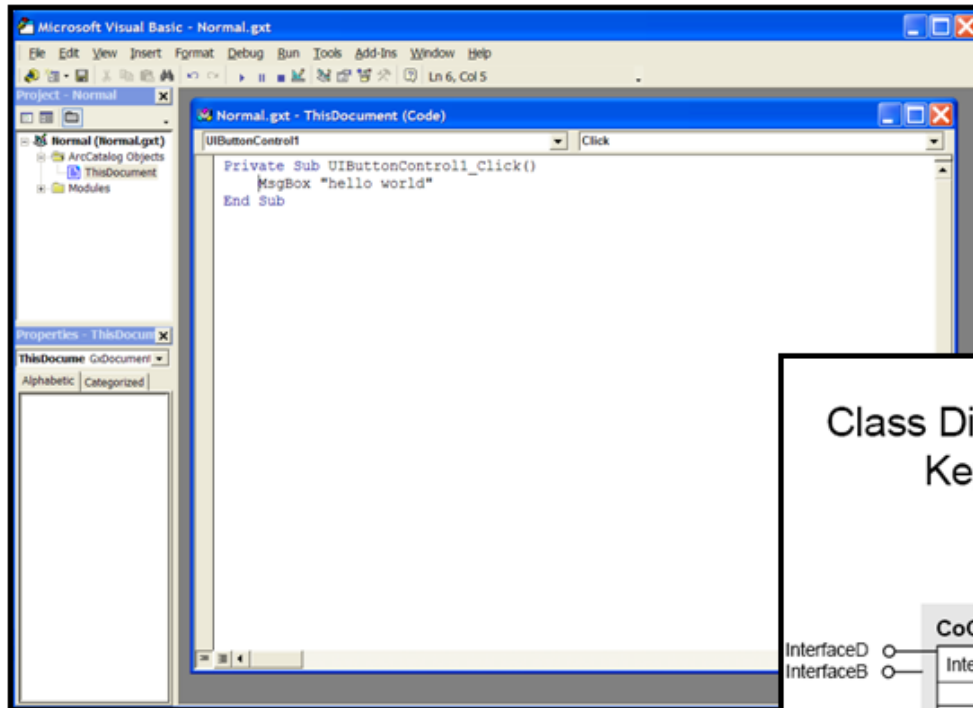 Microsoft Visual Basic - Normal.gxt
File Edit View Insert Format Debug Run Tools Add-Ins Window Help
Ln 6, Col 5
Project - Normal
Normal (Normal.gxt)
ArcCatalog Objects
ThisDocument
Modules
Properties - ThisDocum
ThisDocume GxDocument
Alphabetic Categorized
Normal.gxt - ThisDocument (Code)
UIButtonControl1 Click
Private Sub UIButtonControl1_Click()
MsgBox "hello world"
End Sub
Class Di
Ke
CoC
InterfaceD
Inte
InterfaceB